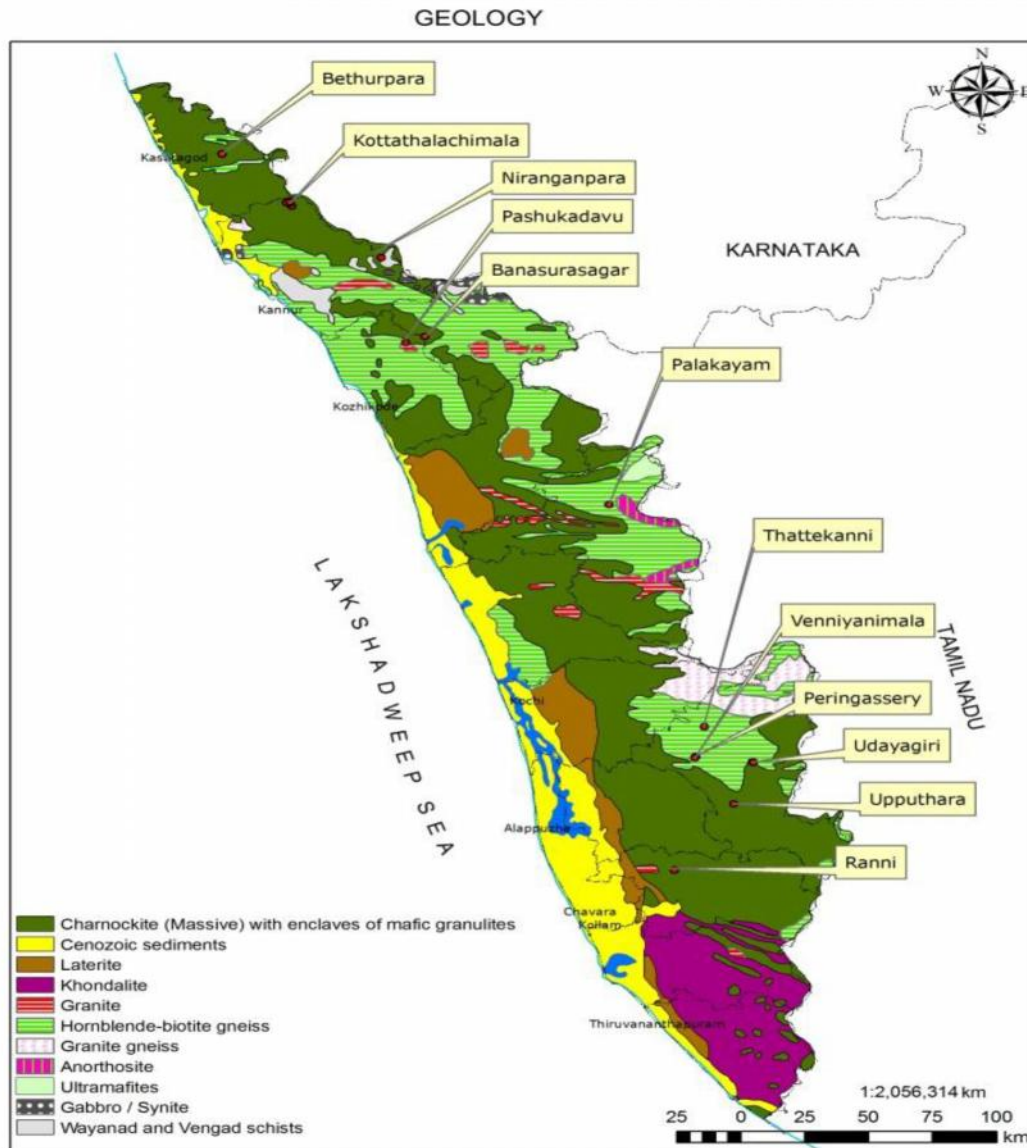 GEOLOGY
N
W E
S
Bethurpara
Kottathalachimala
Niranganpara
Pashukadavu
Banasurasagar
KARNATAKA
Kasaragod
Kannur
Palakayam
Kozhikode
Thattekanni
Venniyanimala
TAMIL NADU
Peringassery
Udayagiri
Upputhara
Ranni
LAKSHADWEEP SEA
Kochi
Alappuzha
Chavara
Kollam
Thiruvananthapuram
Charnockite (Massive) with enclaves of mafic granulites
Cenozoic sediments
Laterite
Khondalite
Granite
Hornblende-biotite gneiss
Granite gneiss
Anorthosite
Ultramafites
Gabbro / Synite
Wayanad and Vengad schists
1:2,056,314 km
25 0 25 50 75 100
km